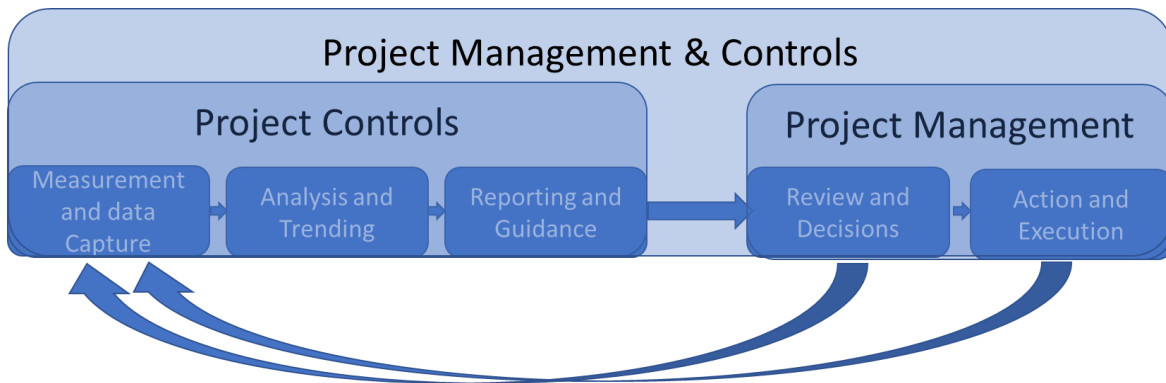 Project Management & Controls
Project Controls
Project Management
Measurement
and data
Capture
Analysis and
Trending
Reporting and
Guidance
Review and
Decisions
Action and
Execution